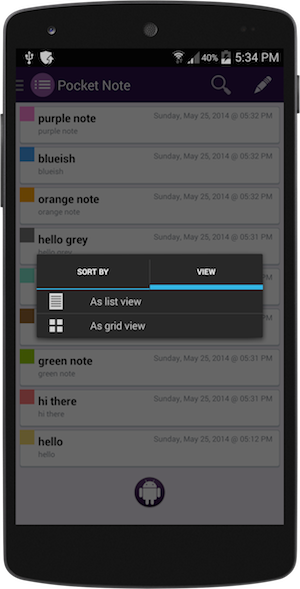 40% 5:34 PM
Pocket Note
purple note Sunday, May 25, 2014 @ 05:32 PM
purple note
blueish Sunday, May 25, 2014 @ 05:32 PM
blueish
orange note Sunday, May 25, 2014 @ 05:32 PM
orange note
hello grey Sunday, May 25, 2014 @ 05:31 PM
hello grey
SORT BY VIEW
As list view
As grid view
green note Sunday, May 25, 2014 @ 05:31 PM
green note
hi there Sunday, May 25, 2014 @ 05:31 PM
hi there
hello Sunday, May 25, 2014 @ 05:12 PM
hello